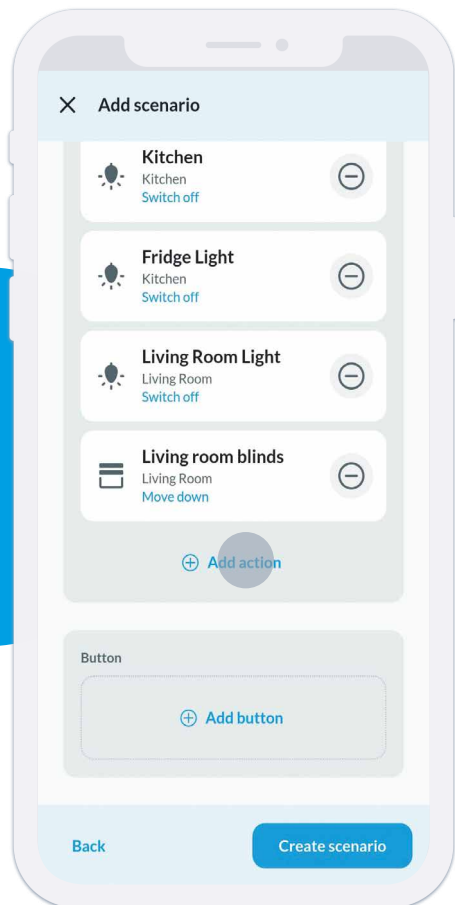 Add scenario
Kitchen
Kitchen
Switch off
Fridge Light
Kitchen
Switch off
Living Room Light
Living Room
Switch off
Living room blinds
Living Room
Move down
Add action
Button
Add button
Back
Create scenario